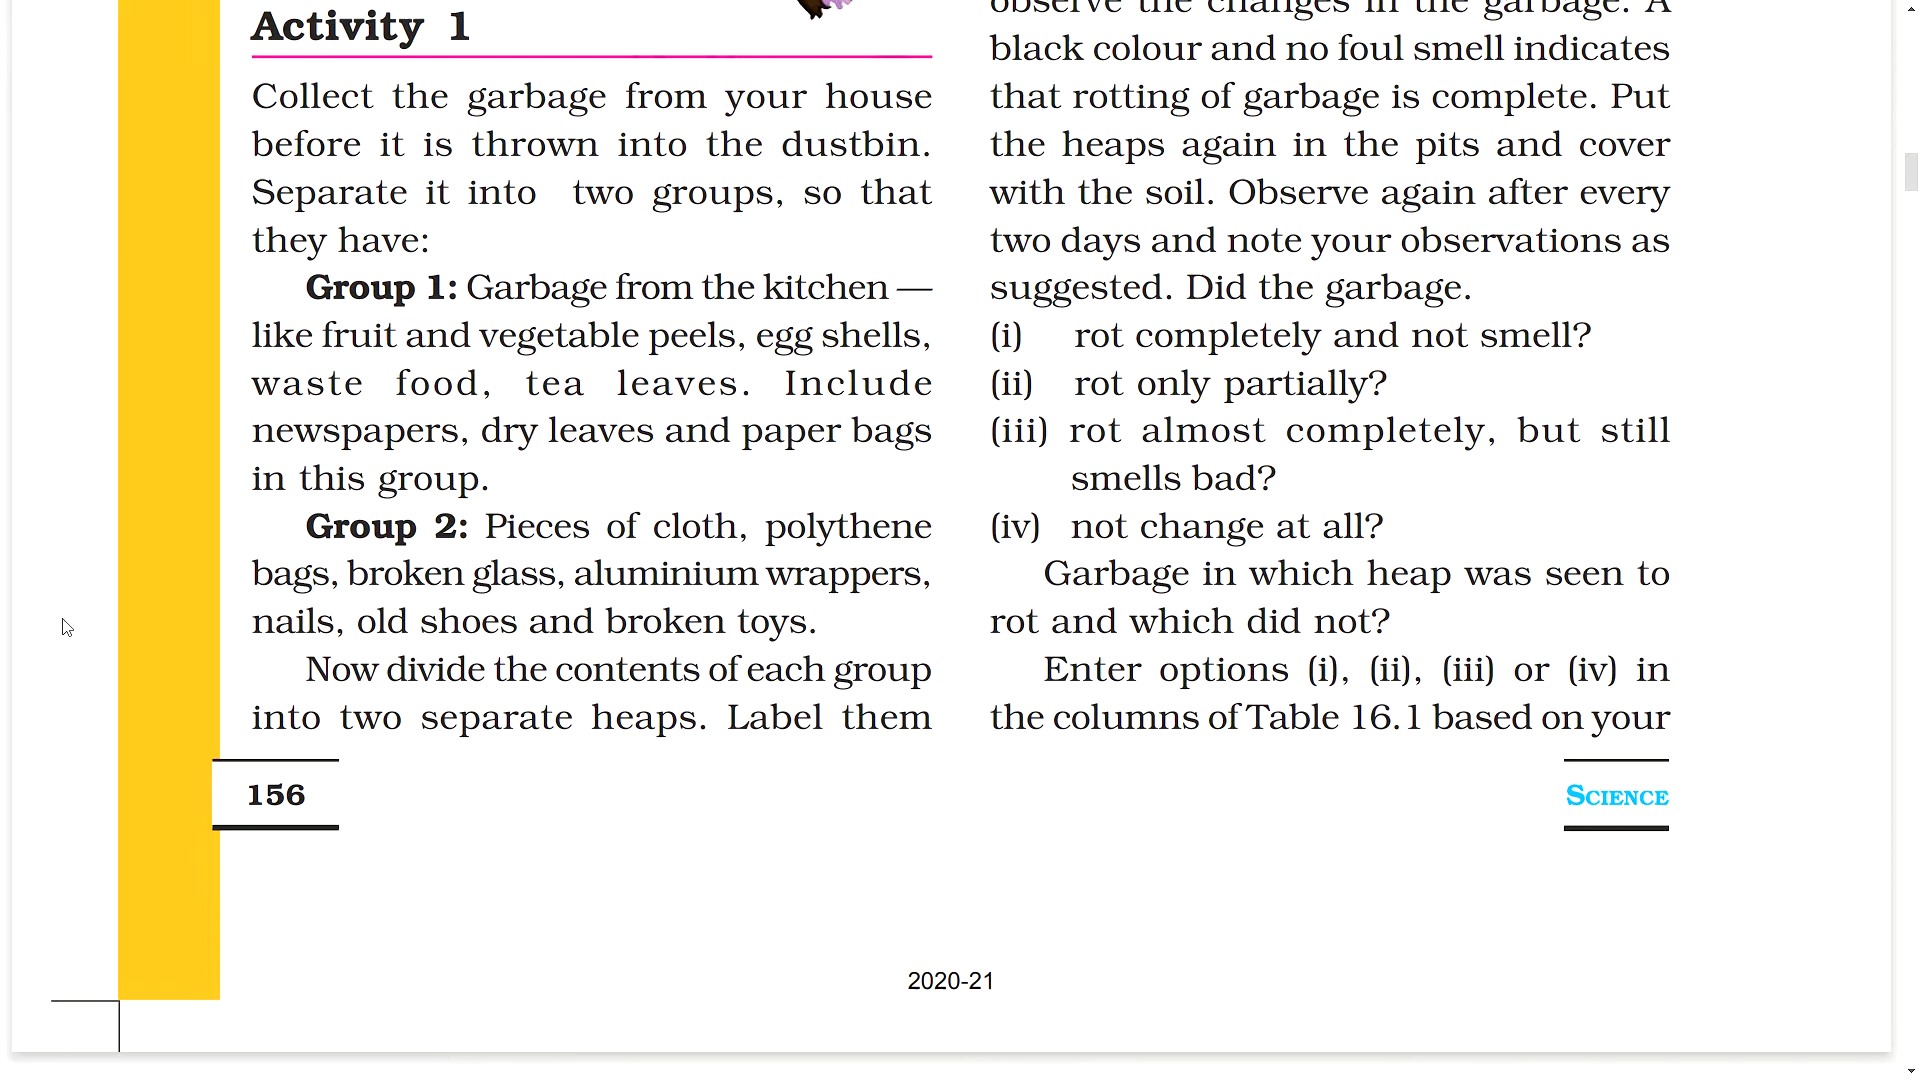 Activity 1
Collect the garbage from your house
before it is thrown into the dustbin.
Separate it into two groups, so that
they have:
Group 1: Garbage from the kitchen —
like fruit and vegetable peels, egg shells,
waste food, tea leaves. Include
newspapers, dry leaves and paper bags
in this group.
Group 2: Pieces of cloth, polythene
bags, broken glass, aluminium wrappers,
nails, old shoes and broken toys.
Now divide the contents of each group
into two separate heaps. Label them
observe the changes in the garbage. A
black colour and no foul smell indicates
that rotting of garbage is complete. Put
the heaps again in the pits and cover
with the soil. Observe again after every
two days and note your observations as
suggested. Did the garbage.
(i) rot completely and not smell?
(ii) rot only partially?
(iii) rot almost completely, but still
smells bad?
(iv) not change at all?
Garbage in which heap was seen to
rot and which did not?
Enter options (i), (ii), (iii) or (iv) in
the columns of Table 16.1 based on your
156
SCIENCE
2020-21